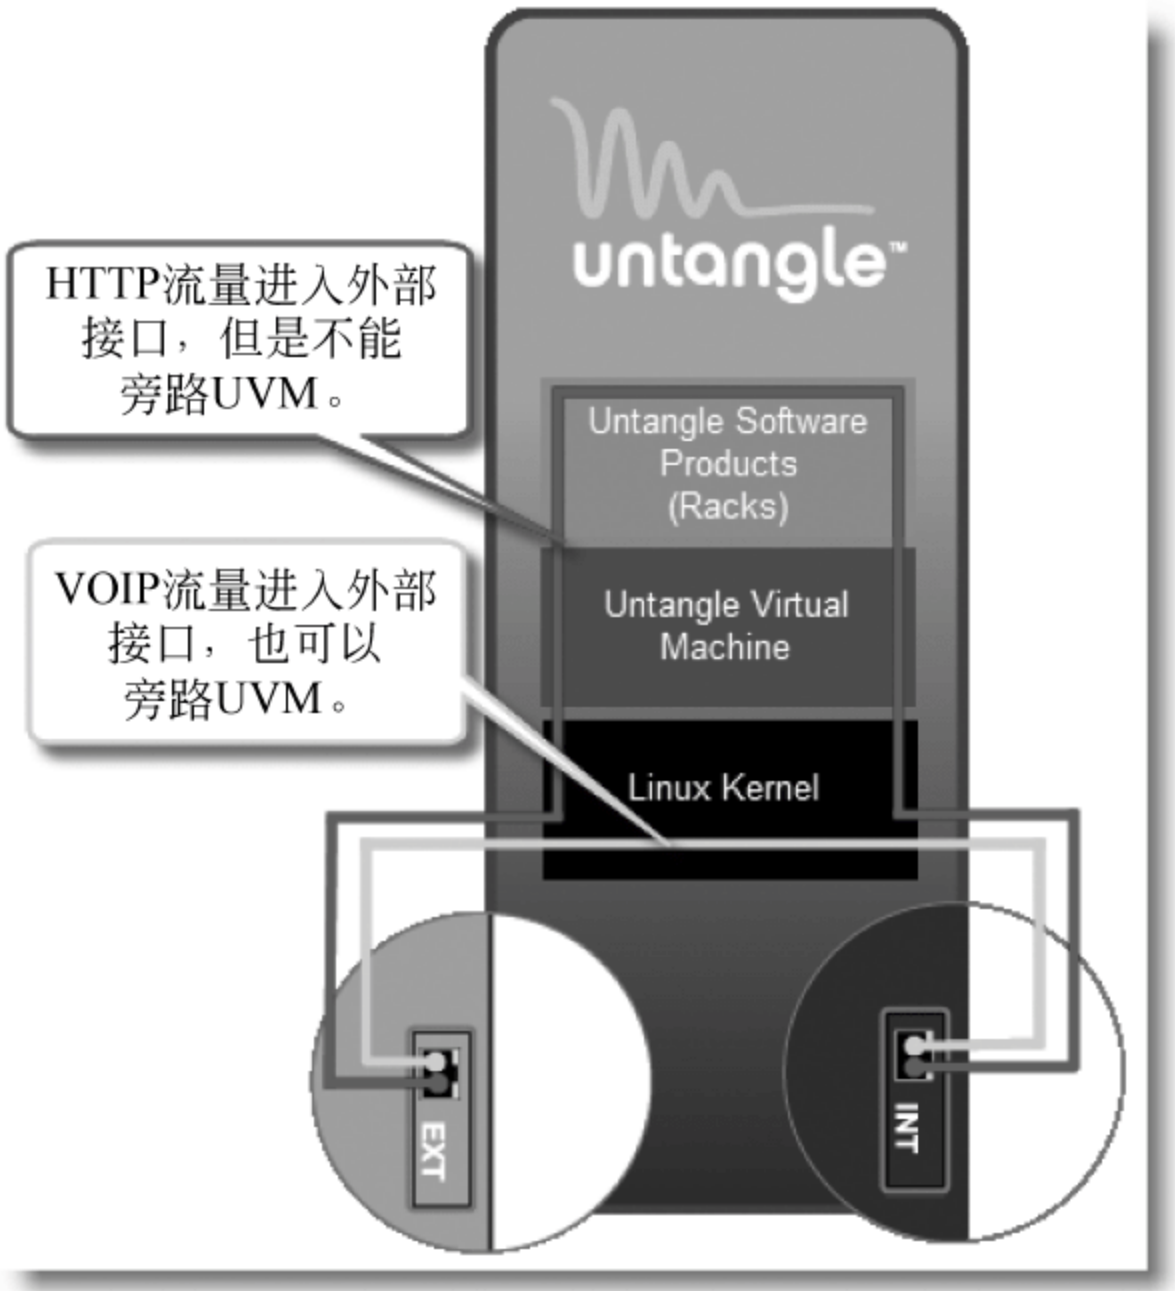 untangle™
HTTP流量进入外部
接口，但是不能
旁路UVM。
Untangle Software
Products
(Racks)
VOIP流量进入外部
接口，也可以
旁路UVM。
Untangle Virtual
Machine
Linux Kernel
EXT
INT